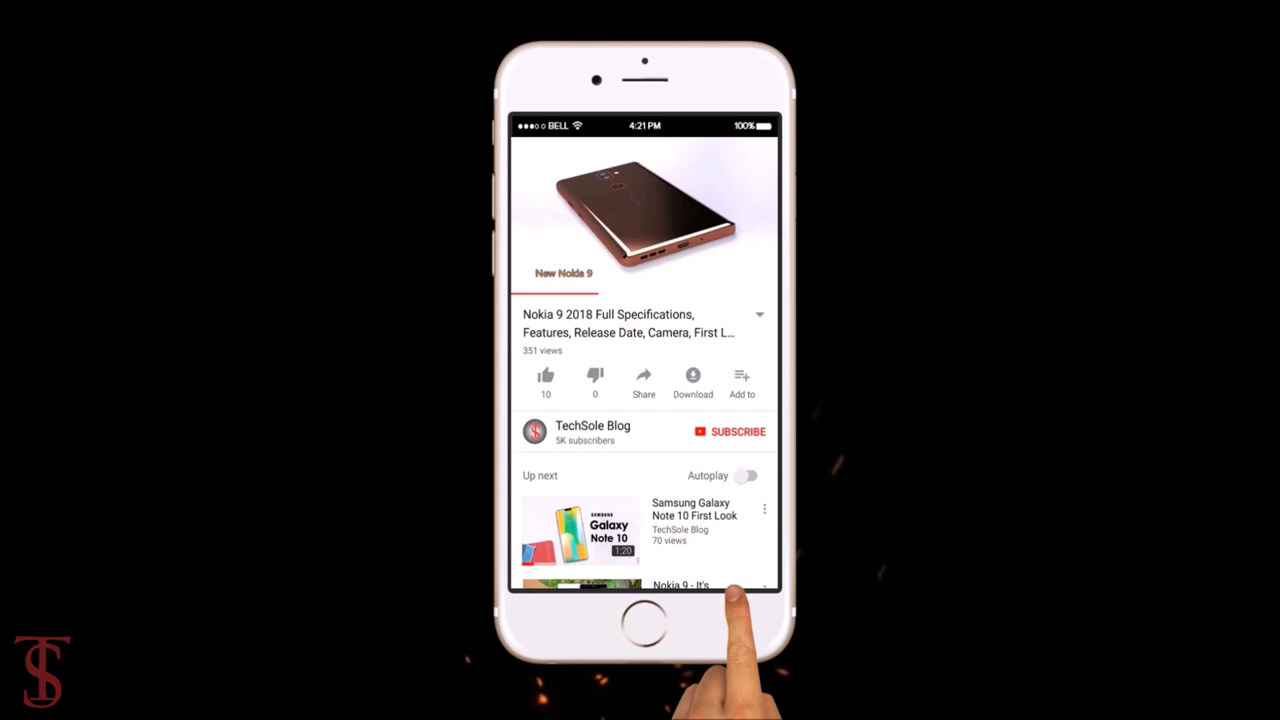 BELL
4:21 PM
100%
New Nokia 9
Nokia 9 2018 Full Specifications,
Features, Release Date, Camera, First L...
351 views
10
0
Share
Download
Add to
TechSole Blog
5K subscribers
SUBSCRIBE
Up next
Autoplay
SAMSUNG
Galaxy
Note 10
1:20
Samsung Galaxy
Note 10 First Look
TechSole Blog
70 views
Nokia 9 - It's
TS